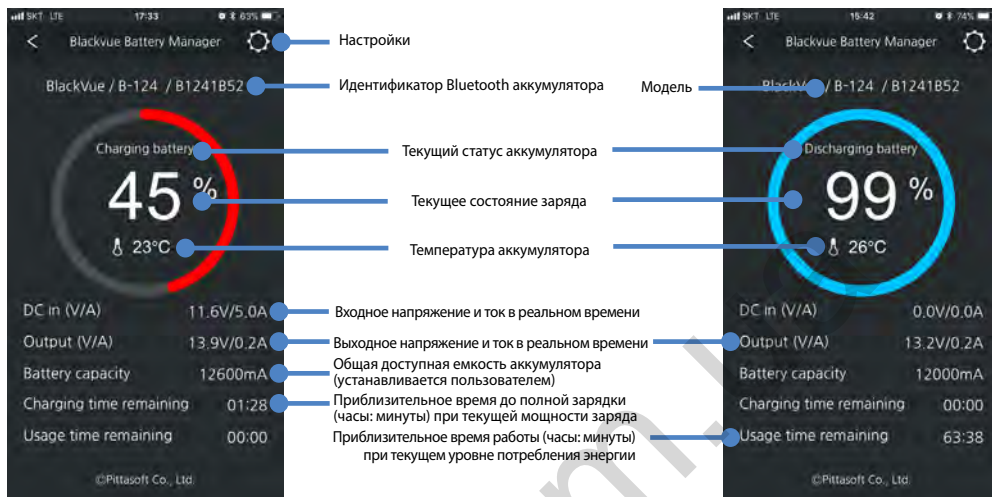 SKT LTE 17:33 63%
Blackvue Battery Manager
BlackVue / B-124 / B1241B52
Charging battery
45 %
23°C
DC in (V/A) 11.6V/5.0A
Output (V/A) 13.9V/0.2A
Battery capacity 12600mA
Charging time remaining 01:28
Usage time remaining 00:00
©Pittasoft Co., Ltd.
Настройки
Идентификатор Bluetooth аккумулятора
Модель
Текущий статус аккумулятора
Текущее состояние заряда
Температура аккумулятора
Входное напряжение и ток в реальном времени
Выходное напряжение и ток в реальном времени
Общая доступная емкость аккумулятора
(устанавливается пользователем)
Приблизительное время до полной зарядки
(часы: минуты) при текущей мощности заряда
Приблизительное время работы (часы: минуты)
при текущем уровне потребления энергии
SKT LTE 15:42 74%
Blackvue Battery Manager
BlackVue / B-124 / B1241B52
Discharging battery
99 %
26°C
DC in (V/A) 0.0V/0.0A
Output (V/A) 13.2V/0.2A
Battery capacity 12000mA
Charging time remaining 00:00
Usage time remaining 63:38
©Pittasoft Co., Ltd.